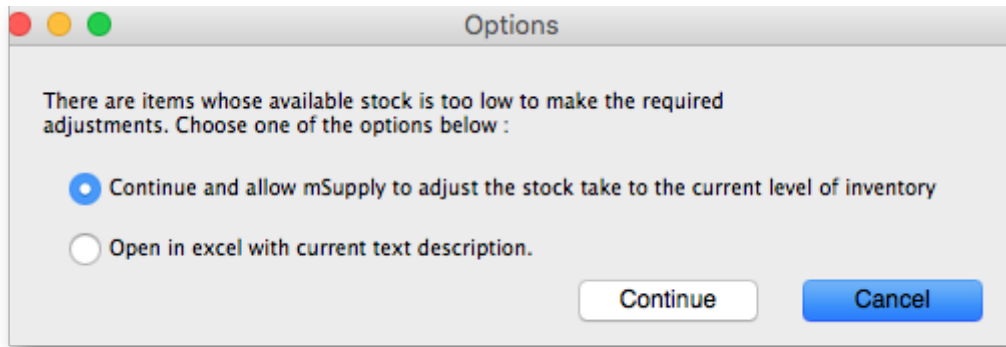 Options
There are items whose available stock is too low to make the required
adjustments. Choose one of the options below :
Continue and allow mSupply to adjust the stock take to the current level of inventory
Open in excel with current text description.
Continue Cancel